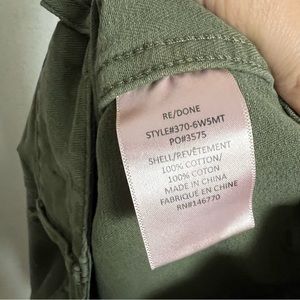 RE/DONE
STYLE#370-6W5MT
PO#3575
SHELL/REVÊTEMENT
100% COTTON/
100% COTON
MADE IN CHINA
FABRIQUÉ EN CHINE
RN#146770